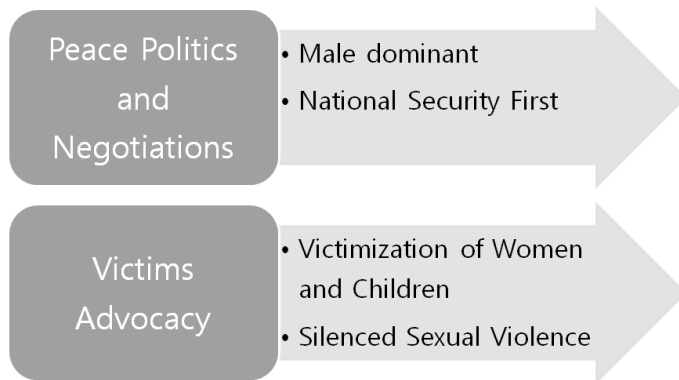 Peace Politics
and
Negotiations
• Male dominant
• National Security First
Victims
Advocacy
• Victimization of Women
and Children
• Silenced Sexual Violence